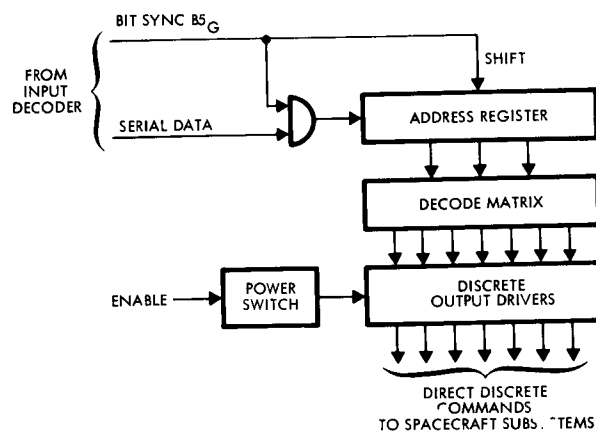 BIT SYNC B5G
FROM
INPUT
DECODER
SHIFT
SERIAL DATA
ADDRESS REGISTER
DECODE MATRIX
ENABLE
POWER
SWITCH
DISCRETE
OUTPUT DRIVERS
DIRECT DISCRETE
COMMANDS
TO SPACECRAFT